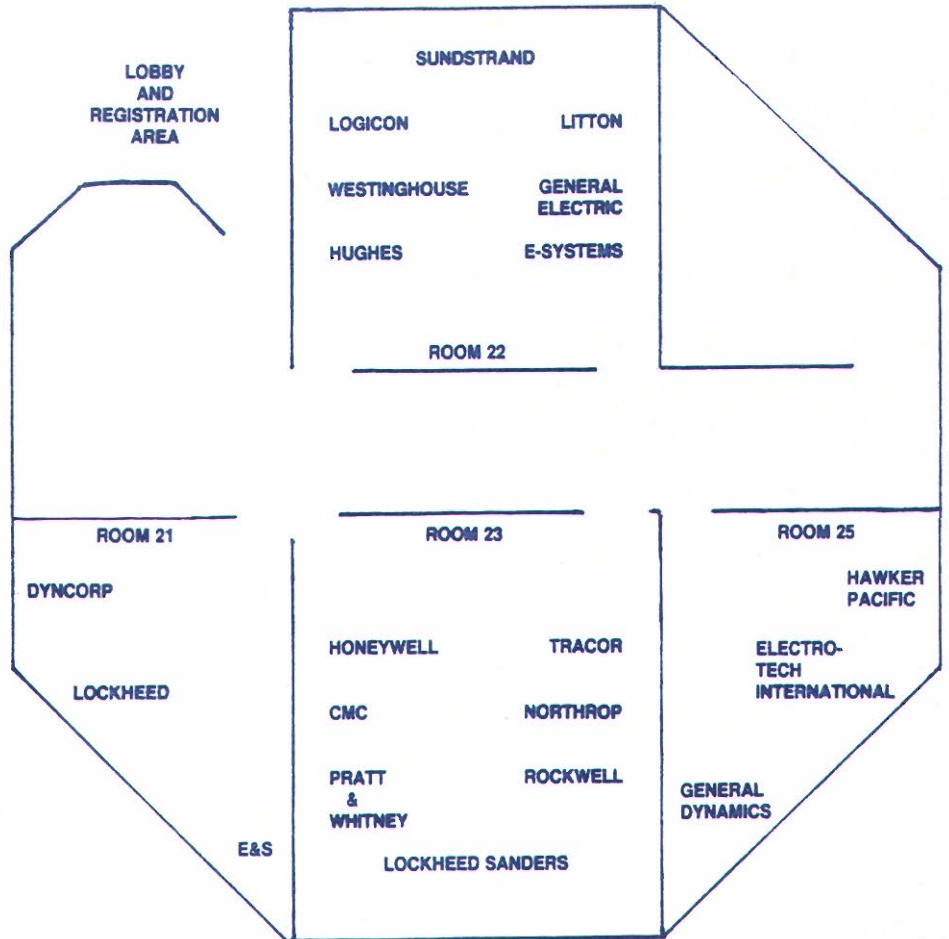 LOBBY
AND
REGISTRATION
AREA
SUNDSTRAND
LOGICON
LITTON
WESTINGHOUSE
GENERAL
ELECTRIC
HUGHES
E-SYSTEMS
ROOM 22
ROOM 21
DYNCORP
LOCKHEED
E&S
ROOM 23
HONEYWELL
TRACOR
CMC
NORTHROP
PRATT
&
WHITNEY
ROCKWELL
LOCKHEED SANDERS
ROOM 25
HAWKER
PACIFIC
ELECTRO-
TECH
INTERNATIONAL
GENERAL
DYNAMICS